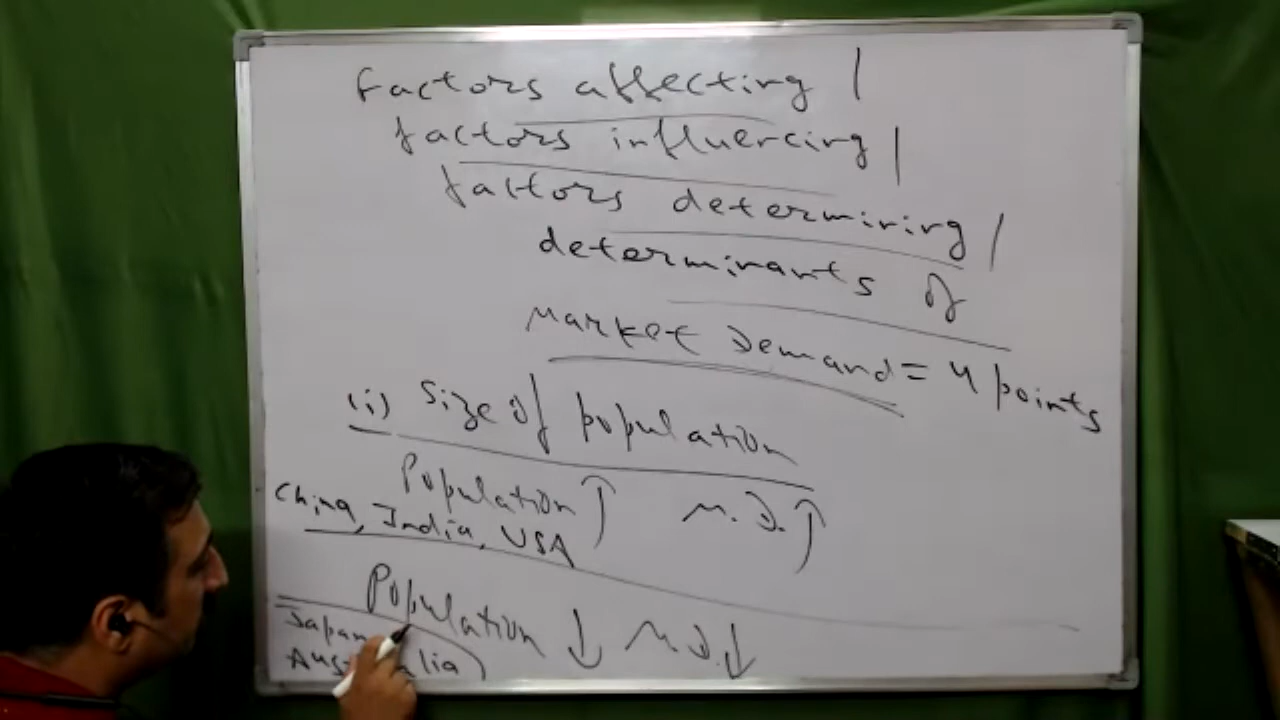 Factors affecting /
factors influencing /
factors determining /
determinants of
Market Demand = 4 points
(i) Size of population
Population ↑ M.D. ↑
China, India, USA
Population ↓ M.D. ↓
Japan
Australia